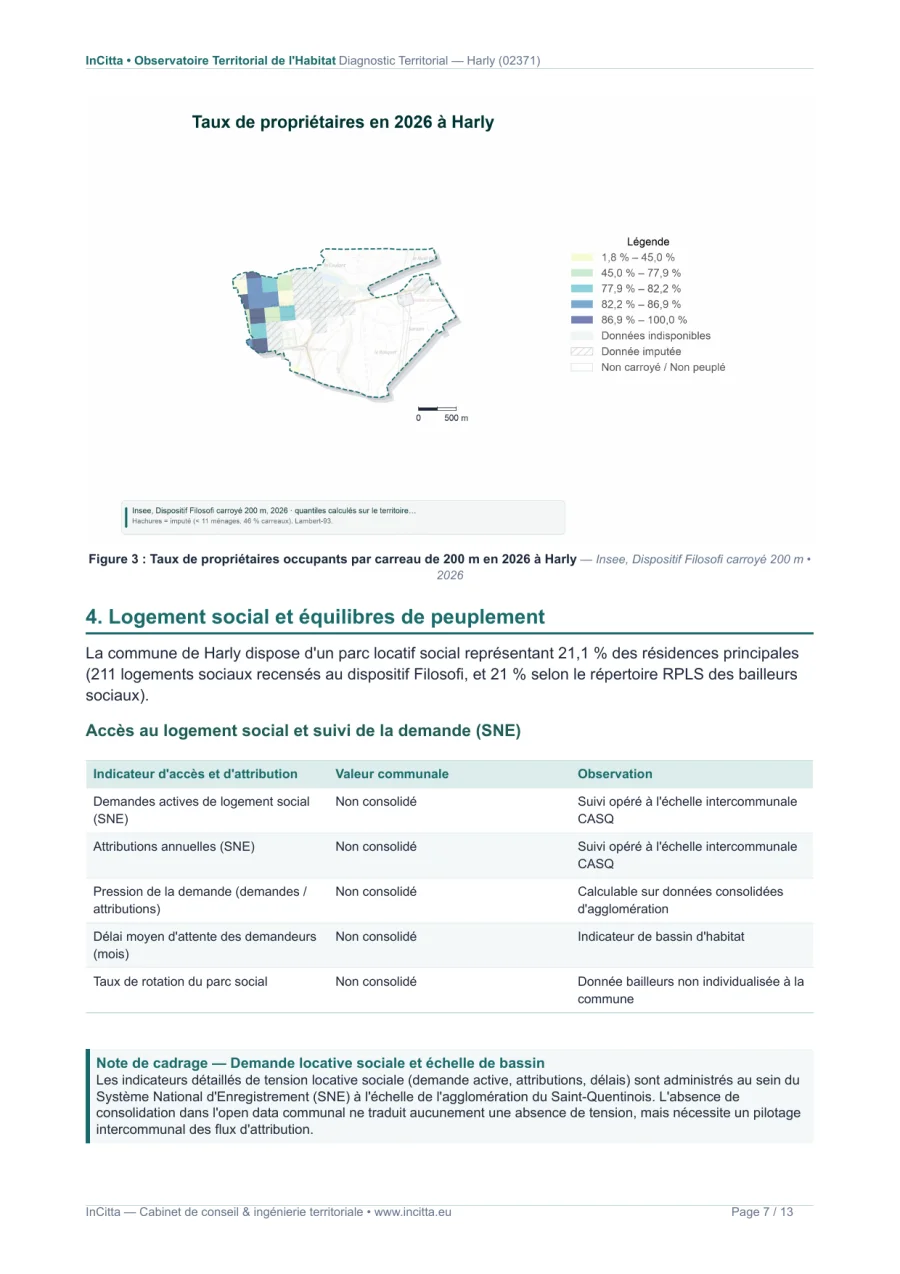 InCitta • Observatoire Territorial de l'Habitat Diagnostic Territorial — Harly (02371)
Taux de propriétaires en 2026 à Harly
Légende
1,8 % – 45,0 %
45,0 % – 77,9 %
77,9 % – 82,2 %
82,2 % – 86,9 %
86,9 % – 100,0 %
Données indisponibles
Donnée imputée
Non carroyé / Non peuplé
0 500 m
Insee, Dispositif Filosofi carroyé 200 m, 2026 · quantiles calculés sur le territoire…
Hachures = imputé (< 11 ménages, 46 % carreaux). Lambert-93.
Figure 3 : Taux de propriétaires occupants par carreau de 200 m en 2026 à Harly — Insee, Dispositif Filosofi carroyé 200 m •
2026
4. Logement social et équilibres de peuplement
La commune de Harly dispose d'un parc locatif social représentant 21,1 % des résidences principales
(211 logements sociaux recensés au dispositif Filosofi, et 21 % selon le répertoire RPLS des bailleurs
sociaux).
Accès au logement social et suivi de la demande (SNE)
Indicateur d'accès et d'attribution Valeur communale Observation
Demandes actives de logement social Non consolidé Suivi opéré à l'échelle intercommunale
(SNE) CASQ
Attributions annuelles (SNE) Non consolidé Suivi opéré à l'échelle intercommunale
CASQ
Pression de la demande (demandes / Non consolidé Calculable sur données consolidées
attributions) d'agglomération
Délai moyen d'attente des demandeurs Non consolidé Indicateur de bassin d'habitat
(mois)
Taux de rotation du parc social Non consolidé Donnée bailleurs non individualisée à la
commune
Note de cadrage — Demande locative sociale et échelle de bassin
Les indicateurs détaillés de tension locative sociale (demande active, attributions, délais) sont administrés au sein du
Système National d'Enregistrement (SNE) à l'échelle de l'agglomération du Saint-Quentinois. L'absence de
consolidation dans l'open data communal ne traduit aucunement une absence de tension, mais nécessite un pilotage
intercommunal des flux d'attribution.
InCitta — Cabinet de conseil & ingénierie territoriale • www.incitta.eu Page 7 / 13